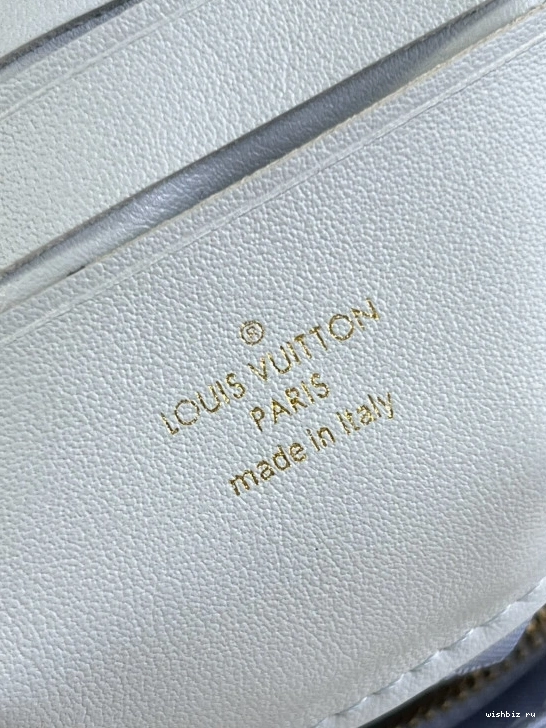 ®
LOUIS VUITTON
PARIS
made in Italy
wishbiz ru